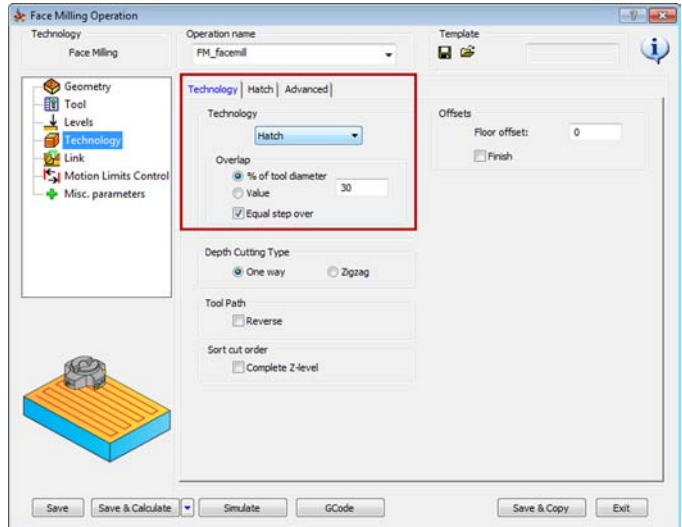 Face Milling Operation
Technology
Face Milling
Operation name
FM_facemill
Template
Geometry
Tool
Levels
Technology
Link
Motion Limits Control
Misc. parameters
Technology
Hatch
Advanced
Technology
Hatch
Overlap
% of tool diameter
Value
30
Equal step over
Offsets
Floor offset:
0
Finish
Depth Cutting Type
One way
Zigzag
Tool Path
Reverse
Sort cut order
Complete Z-level
Save
Save & Calculate
Simulate
GCode
Save & Copy
Exit